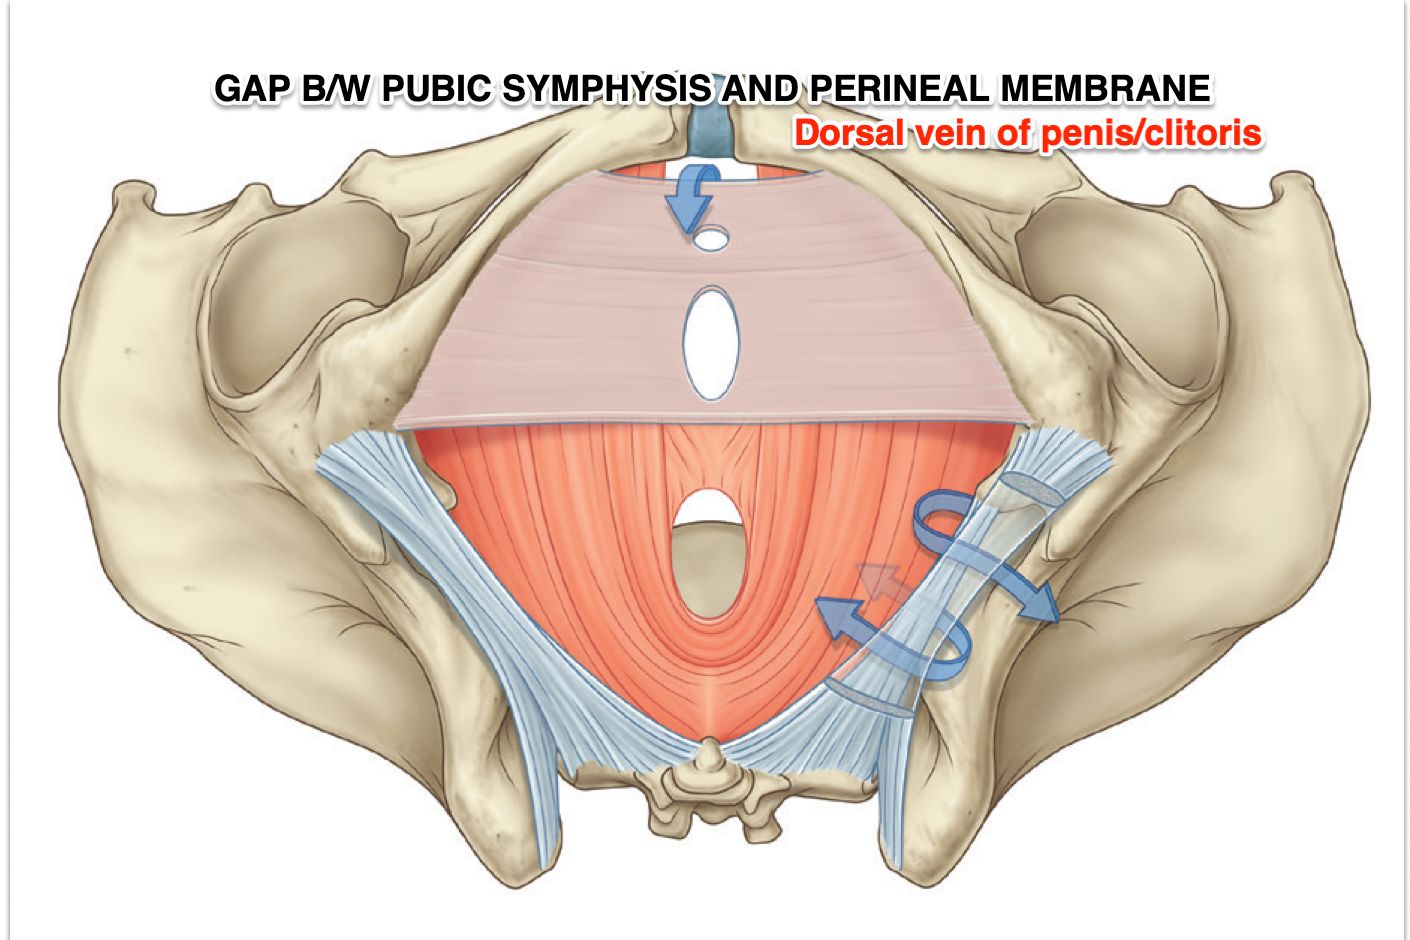 GAP B/W PUBIC SYMPHYSIS AND PERINEAL MEMBRANE
Dorsal vein of penis/clitoris